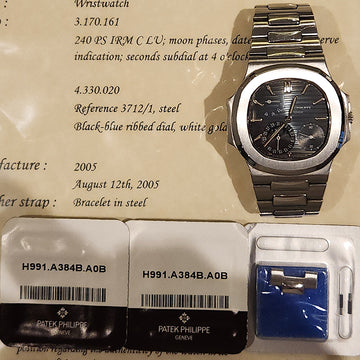 : Wristwatch
: 3.170.161
240 PS IRM C LU; moon phases, date erve
indication; seconds subdial at 4 o'clock
4.330.020
Reference 3712/1, steel
Black-blue ribbed dial, white gold
facture : 2005
August 12th, 2005
her strap : Bracelet in steel
H991.A384B.A0B
PATEK PHILIPPE
GENEVE
H991.A384B.A0B
PATEK PHILIPPE
GENEVE